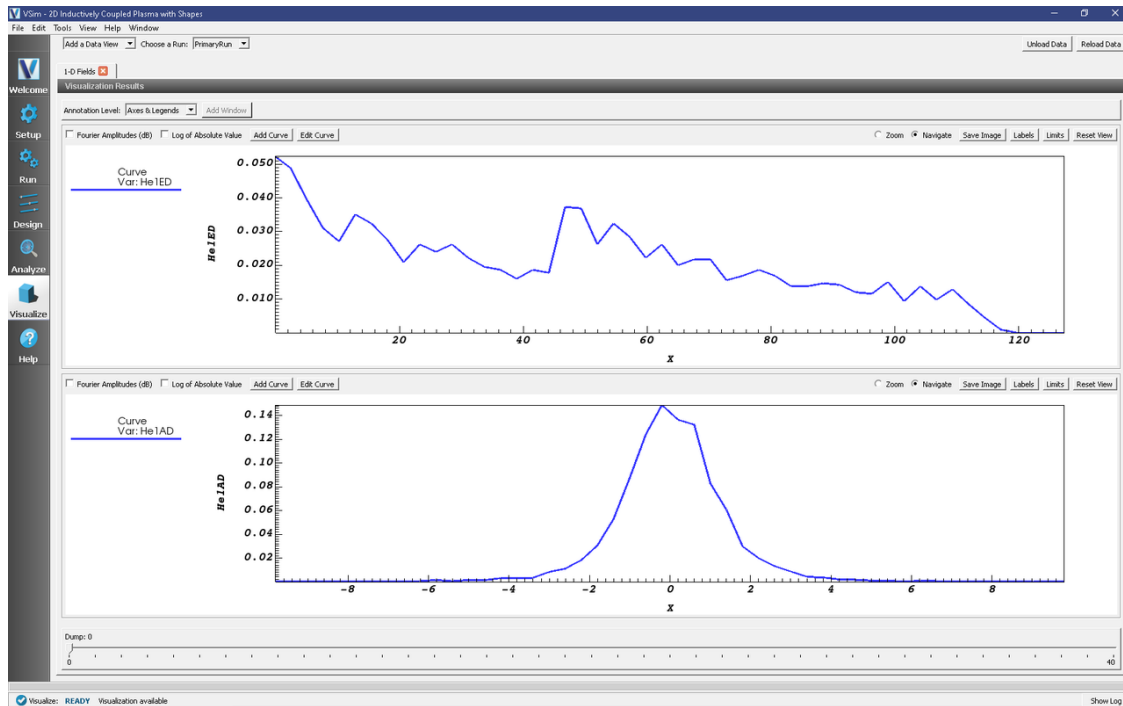 VSim - 2D Inductively Coupled Plasma with Shapes
File Edit Tools View Help Window
Add a Data View Choose a Run: PrimaryRun Unload Data Reload Data
Welcome
Setup
Run
Design
Analyze
Visualize
Help
1-D Fields
Visualization Results
Annotation Level: Axes & Legends Add Window
Fourier Amplitudes (dB) Log of Absolute Value Add Curve Edit Curve Zoom Navigate Save Image Labels Limits Reset View
Curve
Var: He1ED
He1ED
0.050
0.040
0.030
0.020
0.010
20 40 60 80 100 120
X
Fourier Amplitudes (dB) Log of Absolute Value Add Curve Edit Curve Zoom Navigate Save Image Labels Limits Reset View
Curve
Var: He1AD
He1AD
0.14
0.12
0.10
0.08
0.06
0.04
0.02
-8 -6 -4 -2 0 2 4 6 8
X
Dump: 0
0 40
Visualize: READY Visualization available Show Log